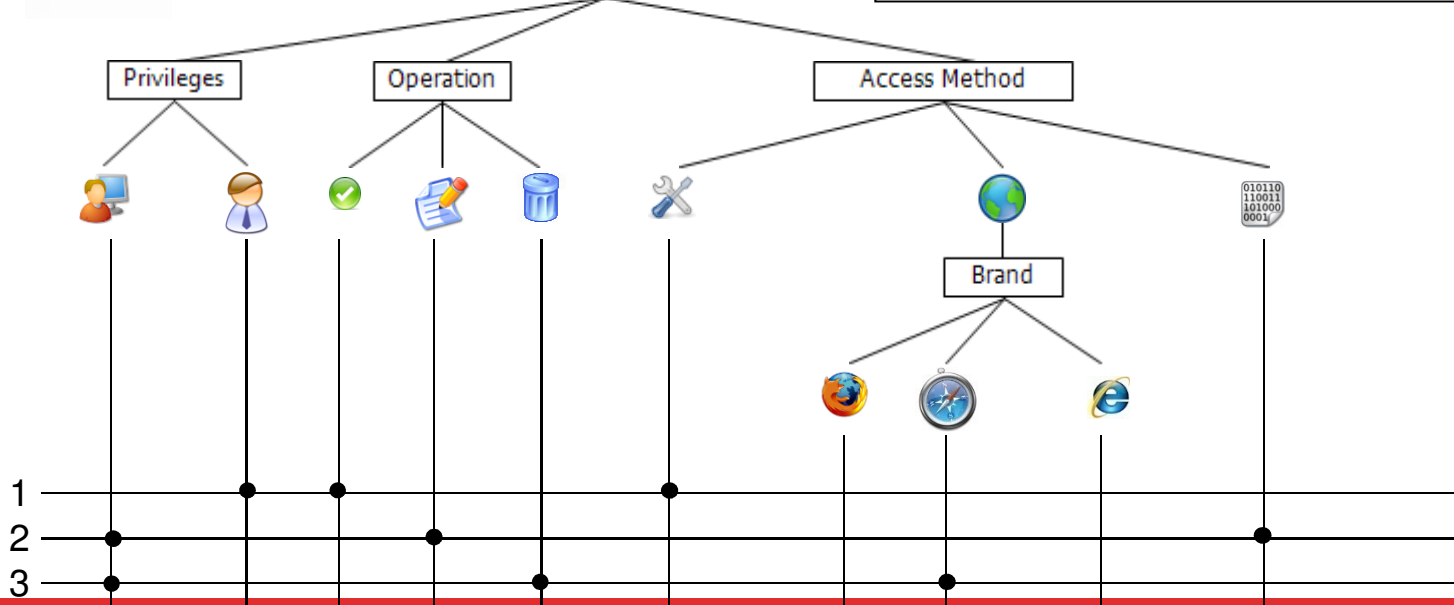 Privileges
Operation
Access Method
010110
110011
101000
0001
Brand
1
2
3